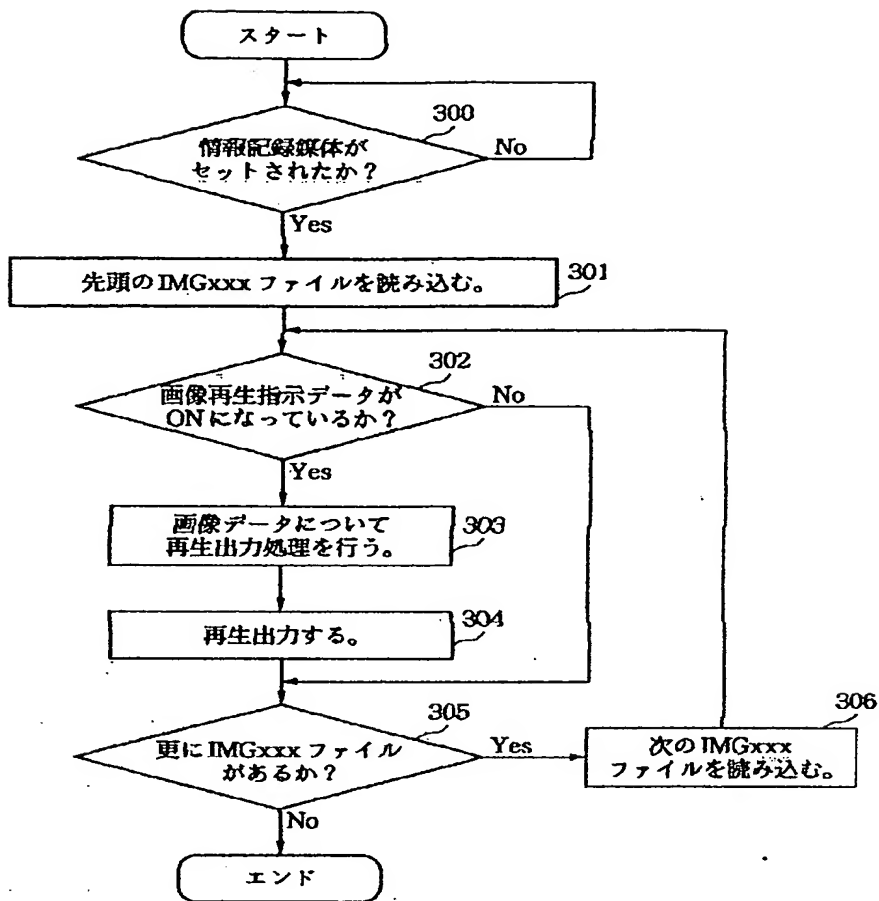 スタート
300
情報記録媒体が
セットされたか？
No
Yes
先頭のIMGxxxファイルを読み込む。
301
302
画像再生指示データが
ONになっているか？
No
Yes
画像データについて
再生出力処理を行う。
303
再生出力する。
304
305
更にIMGxxxファイル
があるか？
Yes
306
次のIMGxxx
ファイルを読み込む。
No
エンド